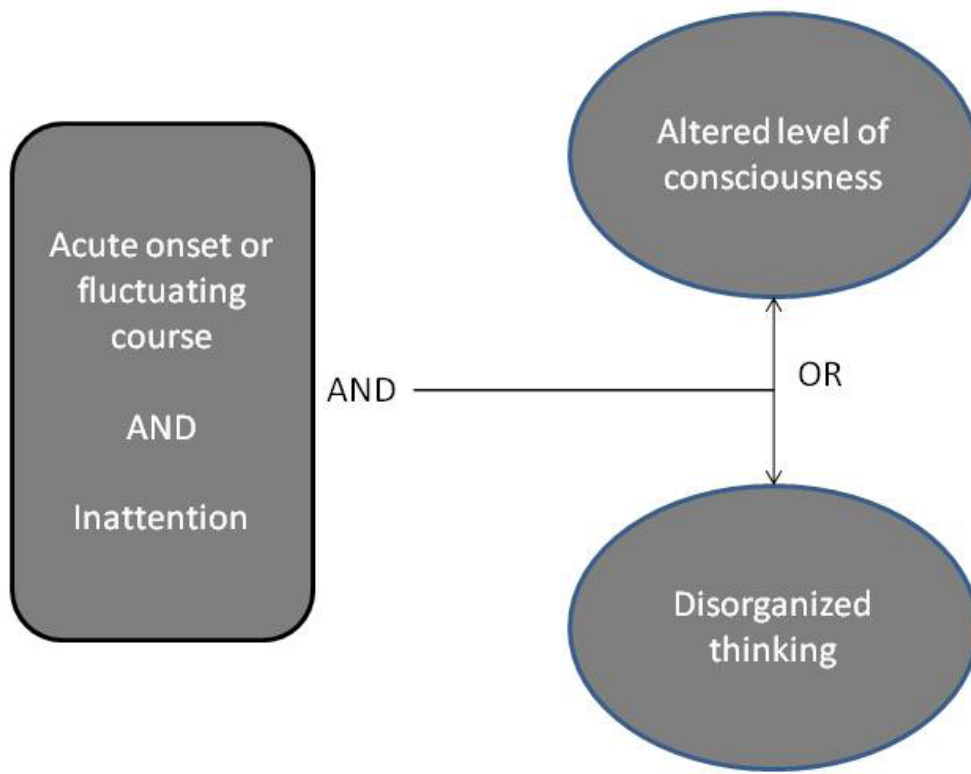 Acute onset or
fluctuating
course
AND
Inattention
AND
Altered level of
consciousness
OR
Disorganized
thinking